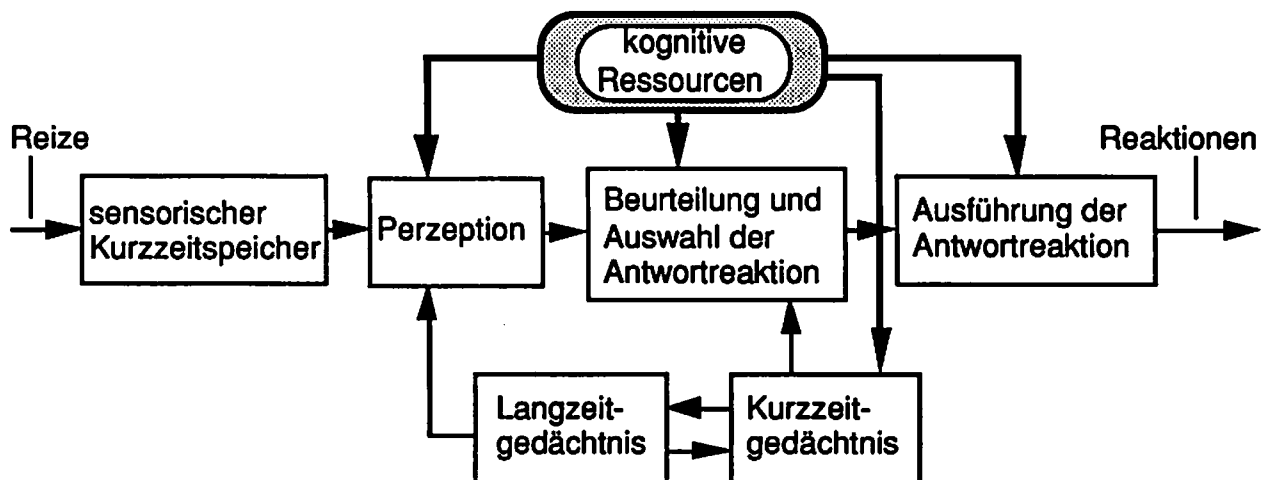 kognitive
Ressourcen
Reize
Reaktionen
sensorischer
Kurzzeitspeicher
Perzeption
Beurteilung und
Auswahl der
Antwortreaktion
Ausführung der
Antwortreaktion
Langzeit-
gedächtnis
Kurzzeit-
gedächtnis